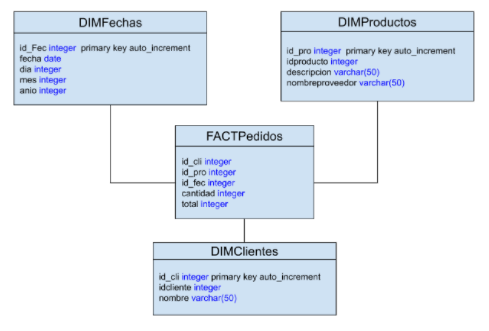 DIMFechas
id_Fec integer primary key auto_increment
fecha date
dia integer
mes integer
anio integer
DIMProductos
id_pro integer primary key auto_increment
idproducto integer
descripcion varchar(50)
nombreproveedor varchar(50)
FACTPedidos
id_cli integer
id_pro integer
id_fec integer
cantidad integer
total integer
DIMClientes
id_cli integer primary key auto_increment
idcliente integer
nombre varchar(50)